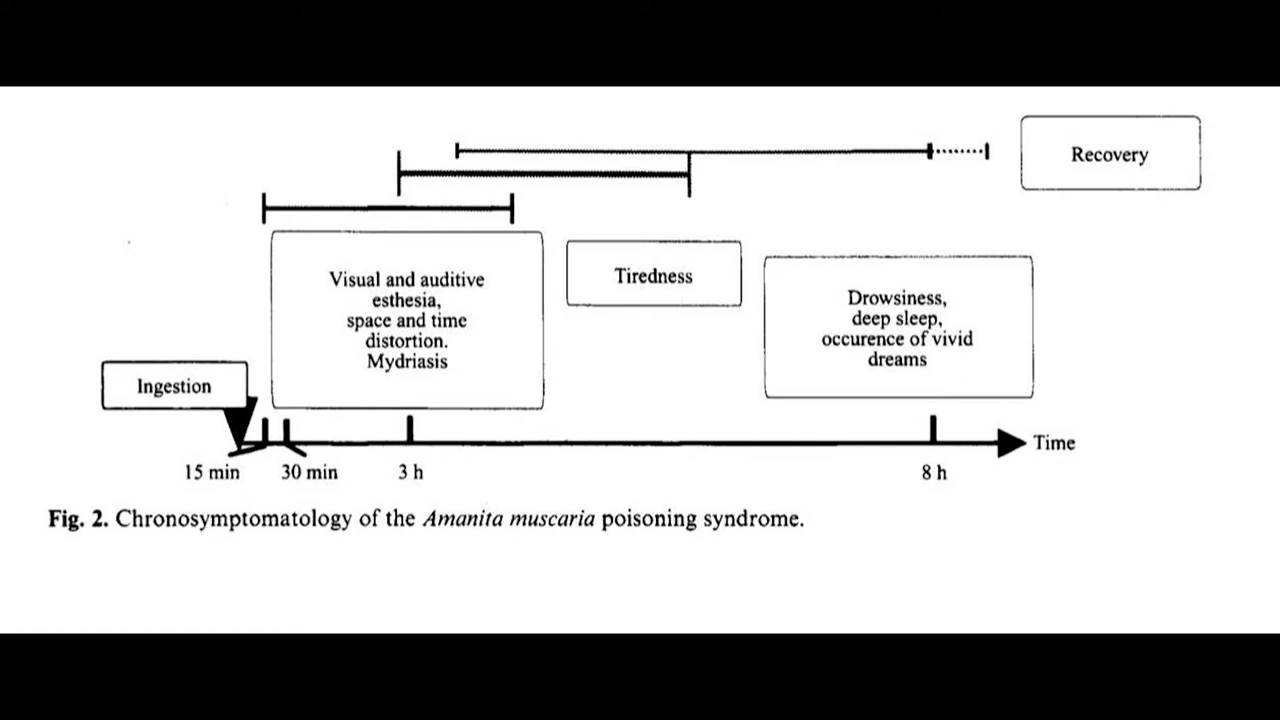 Recovery
Visual and auditive
esthesia,
space and time
distortion.
Mydriasis
Tiredness
Drowsiness,
deep sleep,
occurence of vivid
dreams
Ingestion
Time
15 min
30 min
3 h
8 h
Fig. 2. Chronosymptomatology of the Amanita muscaria poisoning syndrome.